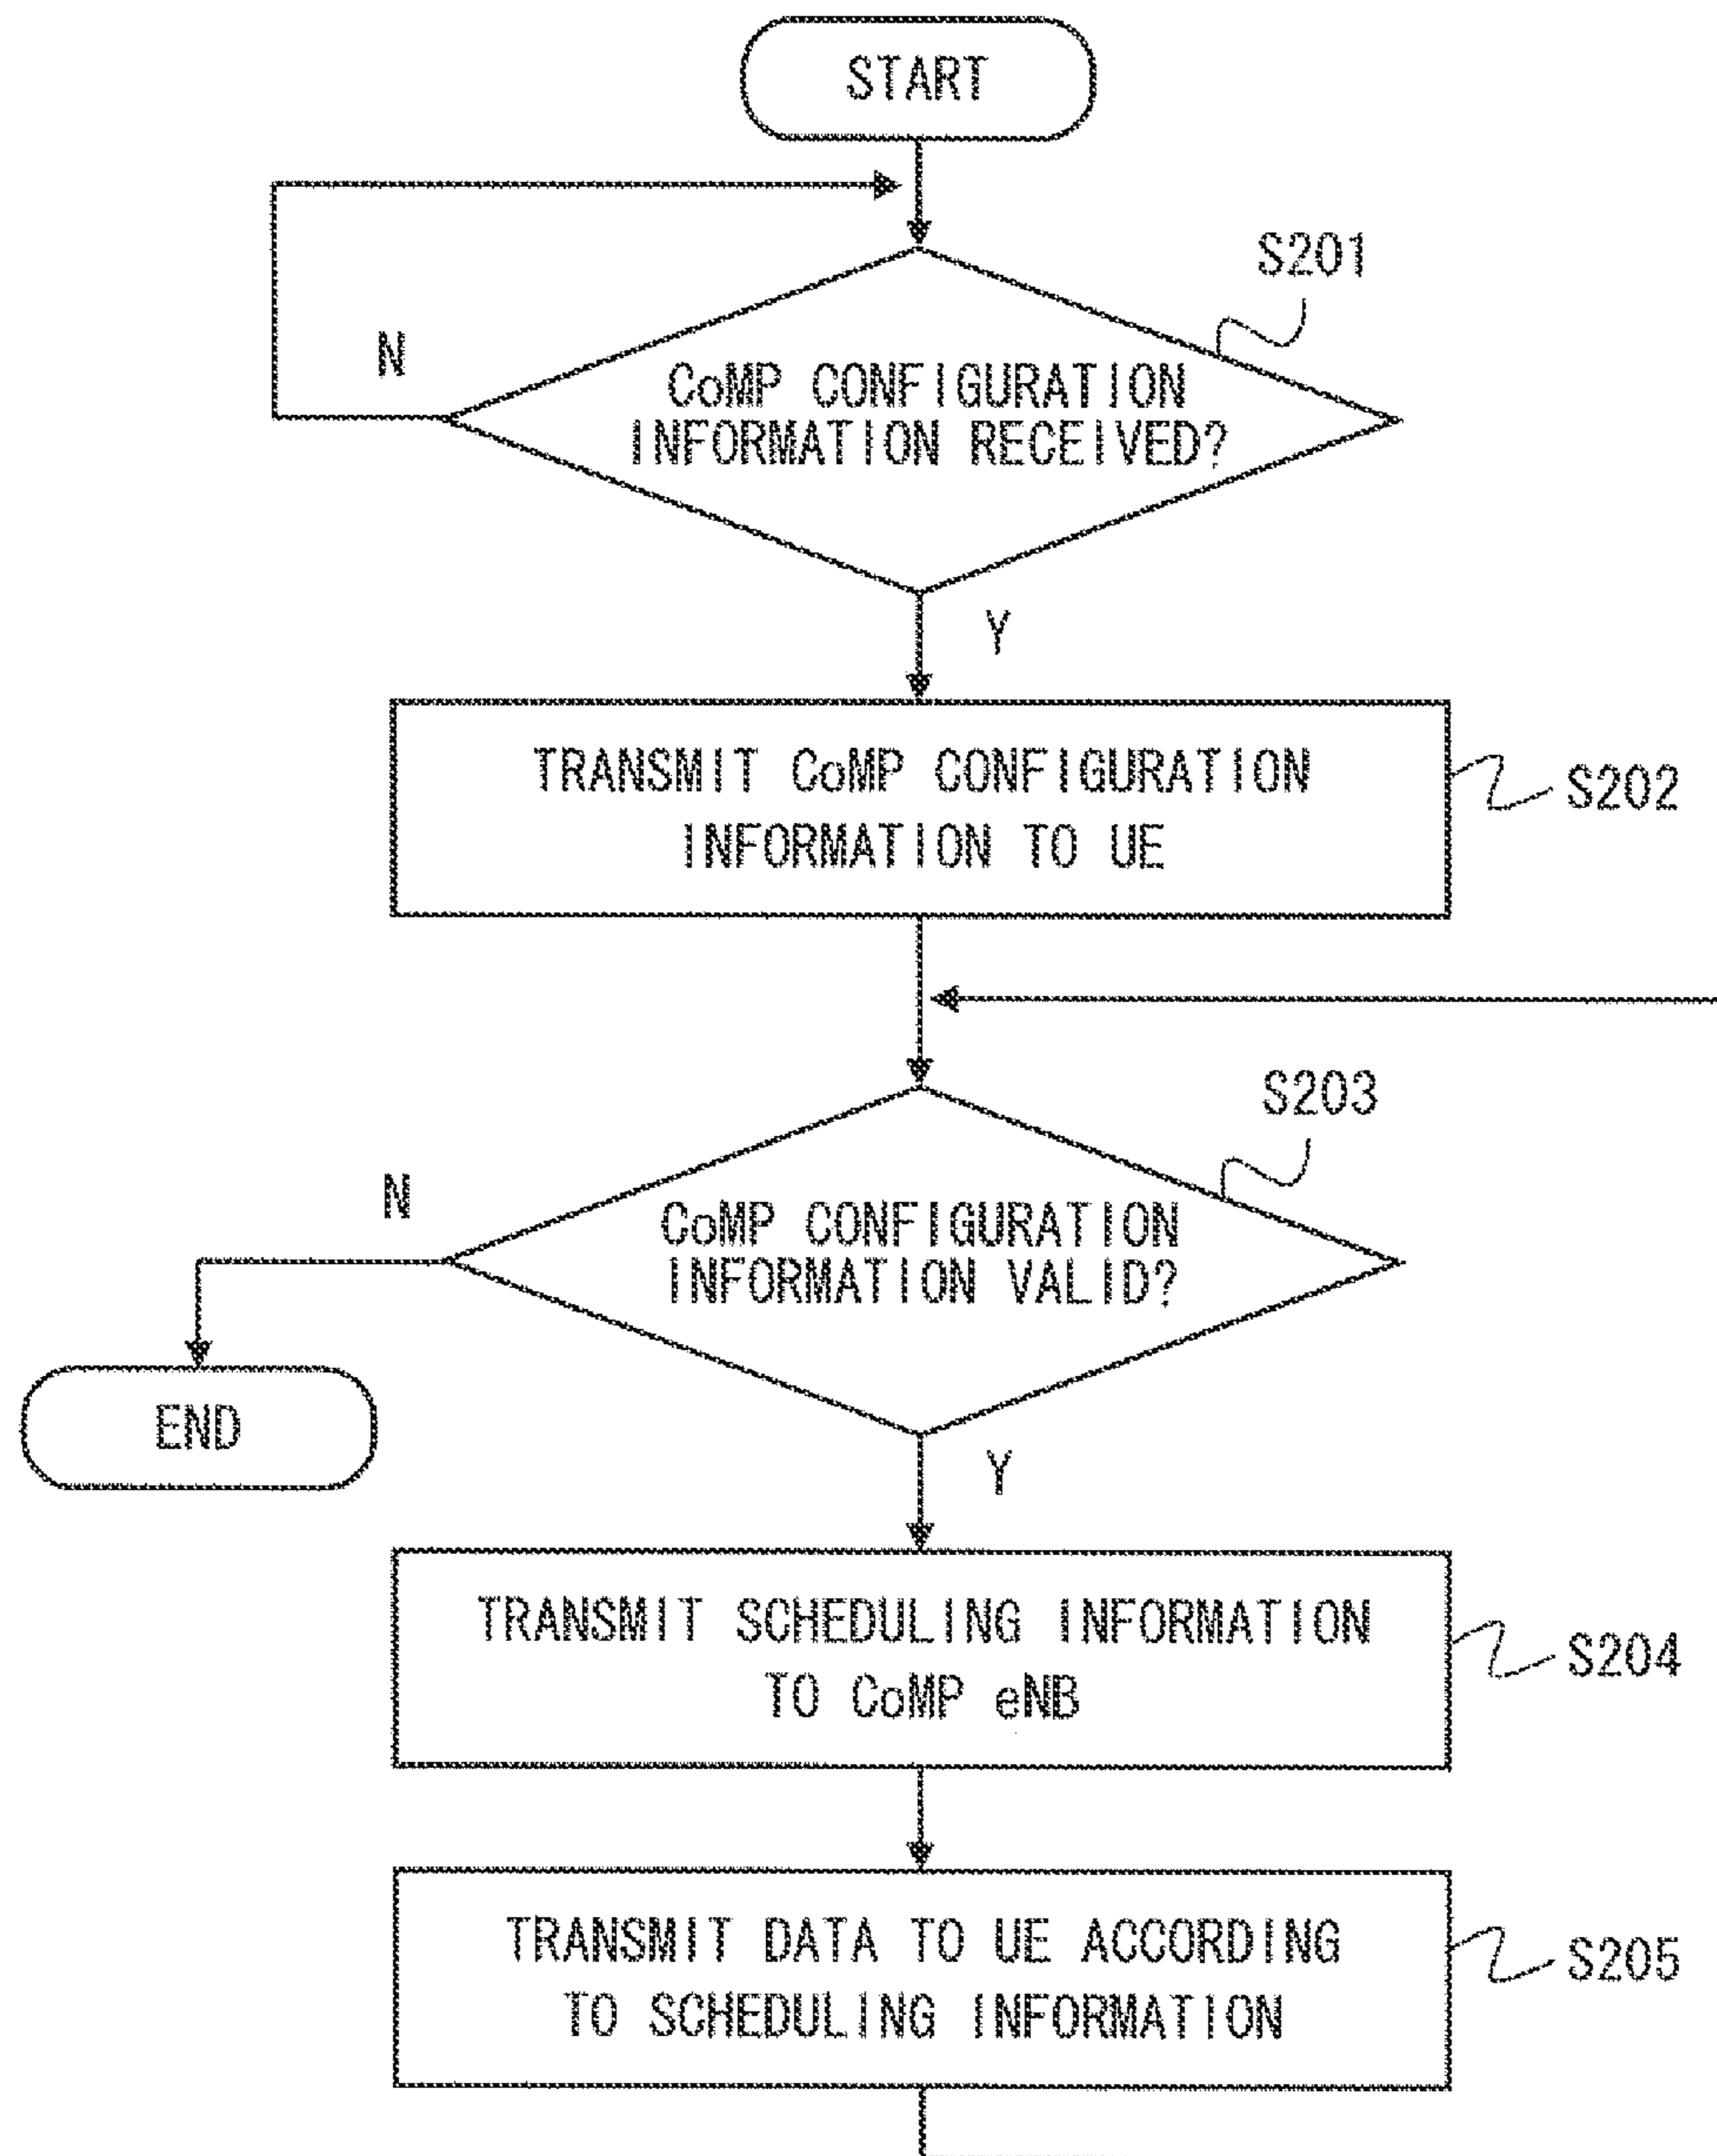 START
S201
N
CoMP CONFIGURATION
INFORMATION RECEIVED?
Y
TRANSMIT CoMP CONFIGURATION
INFORMATION TO UE
S202
S203
N
CoMP CONFIGURATION
INFORMATION VALID?
END
Y
TRANSMIT SCHEDULING INFORMATION
TO CoMP eNB
S204
TRANSMIT DATA TO UE ACCORDING
TO SCHEDULING INFORMATION
S205